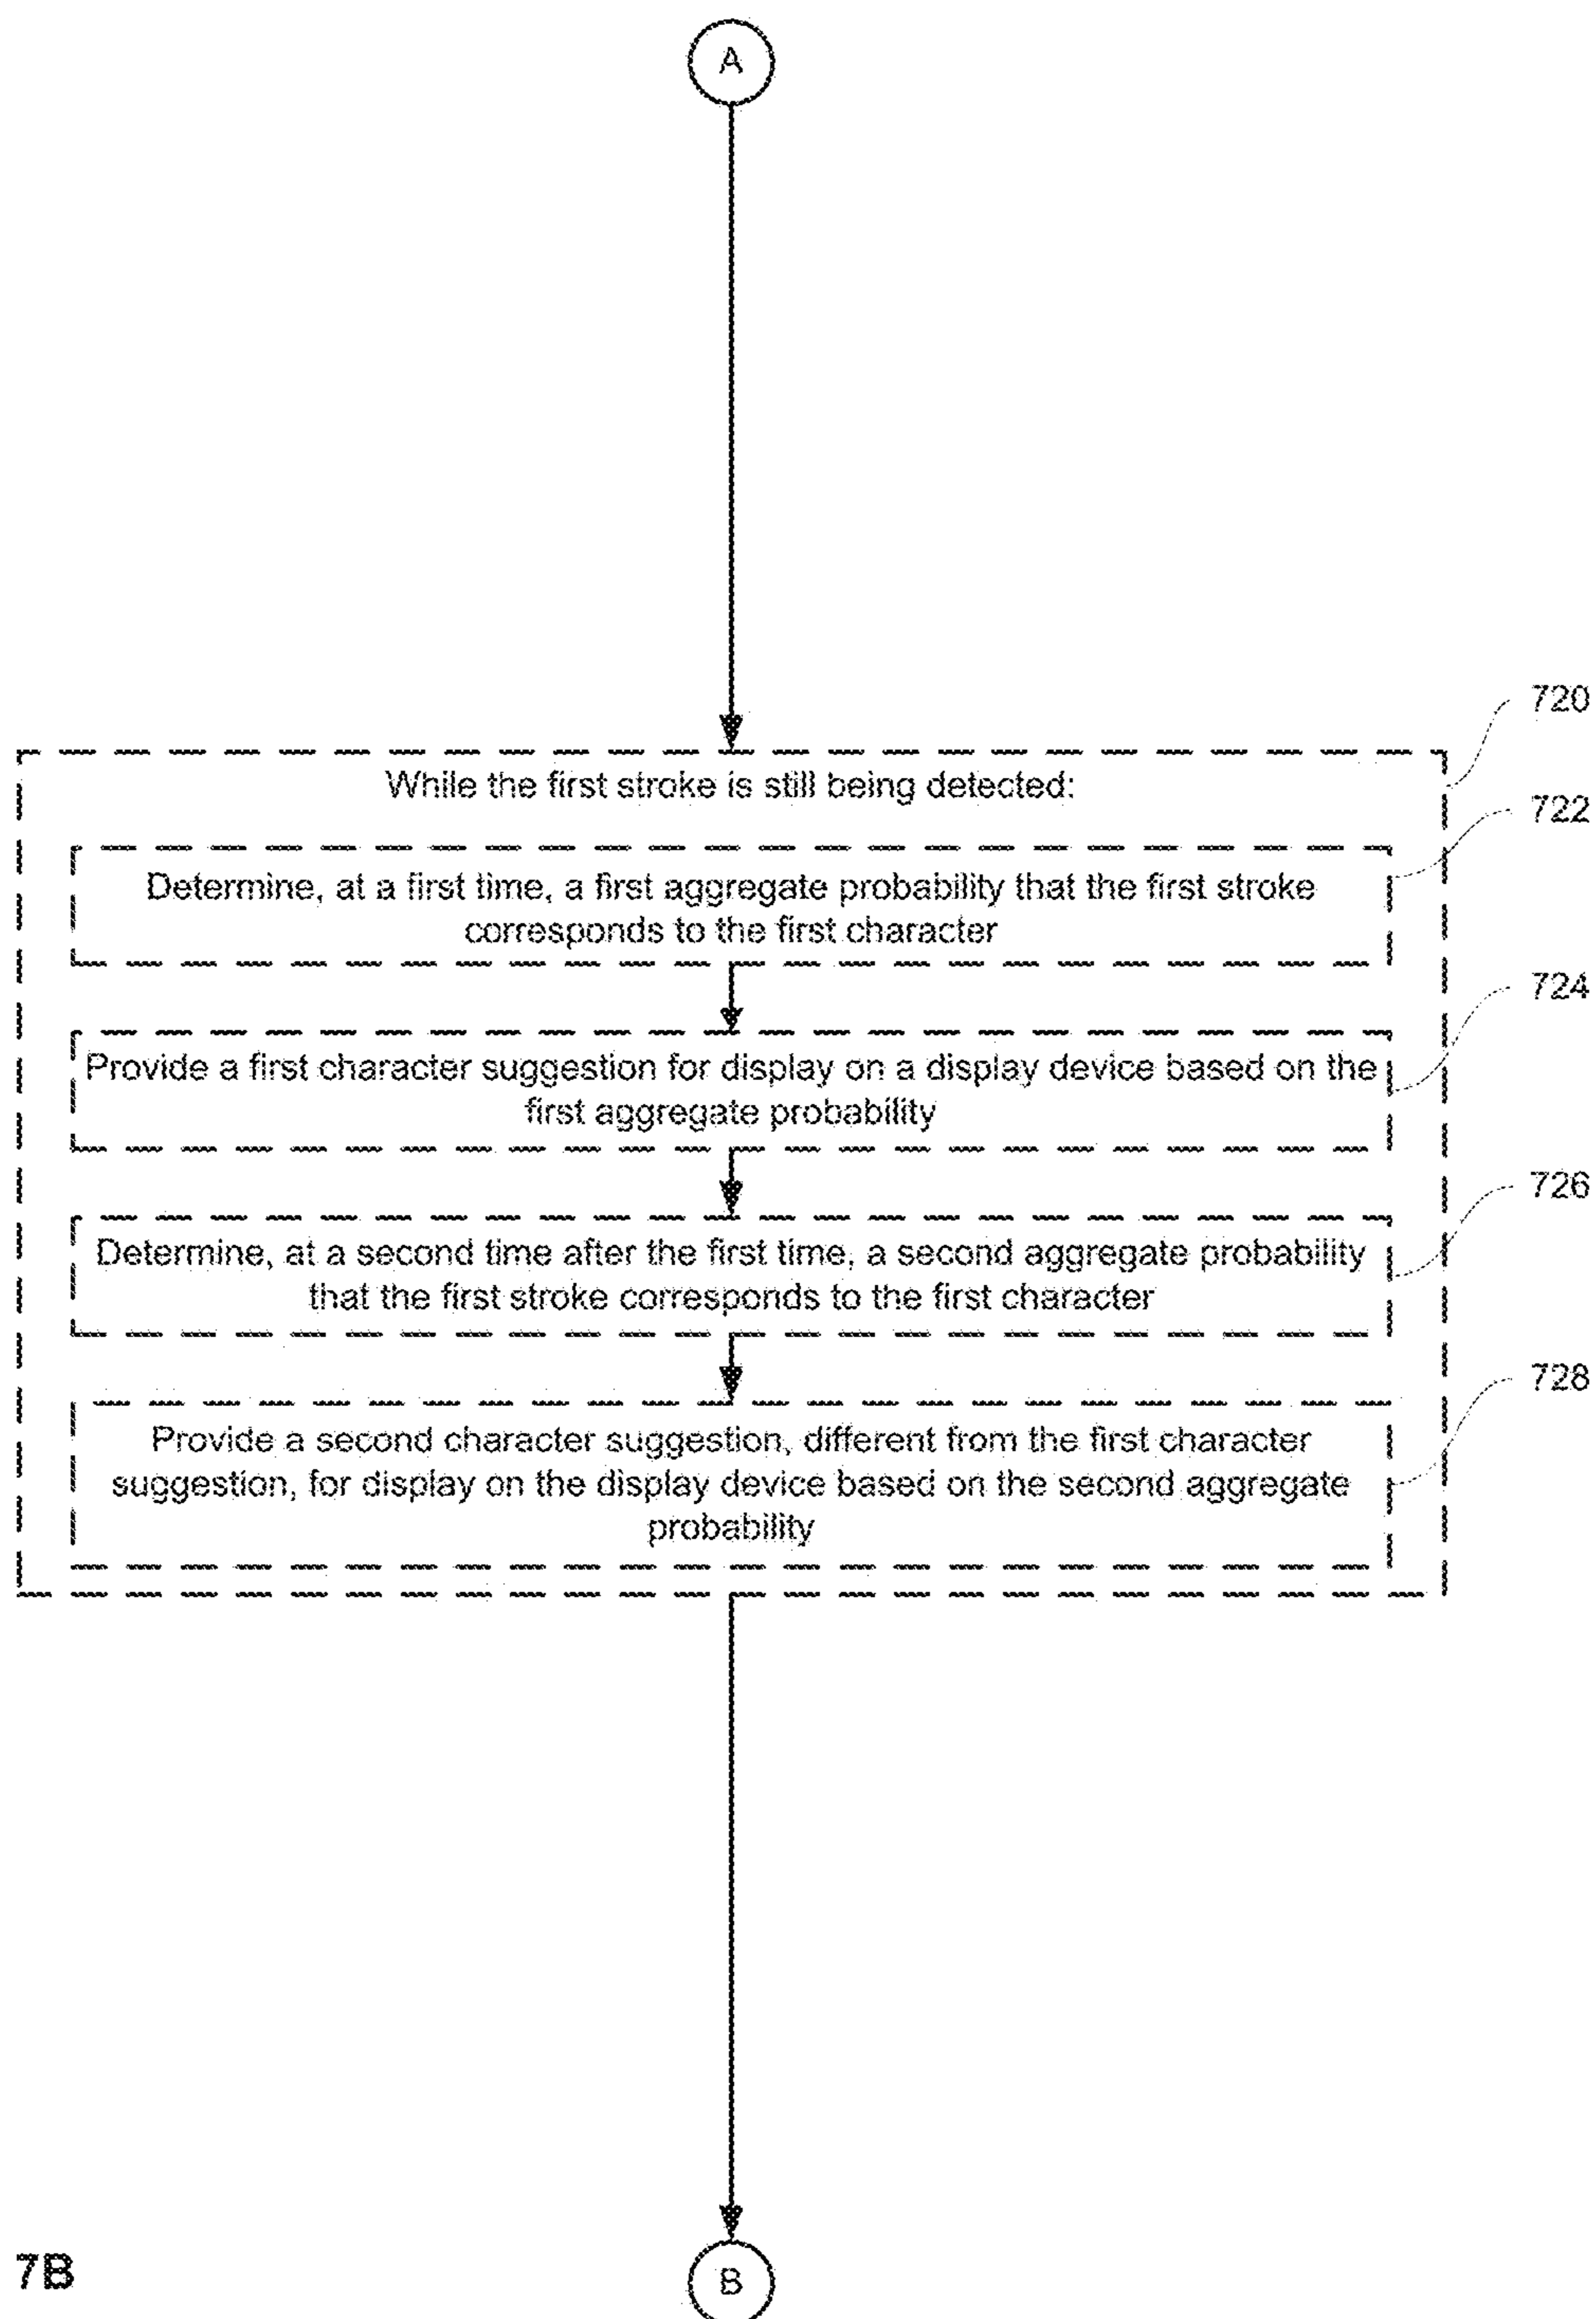 A
720
While the first stroke is still being detected:
722
Determine, at a first time, a first aggregate probability that the first stroke
corresponds to the first character
724
Provide a first character suggestion for display on a display device based on the
first aggregate probability
726
Determine, at a second time after the first time, a second aggregate probability
that the first stroke corresponds to the first character
728
Provide a second character suggestion, different from the first character
suggestion, for display on the display device based on the second aggregate
probability
7B
B